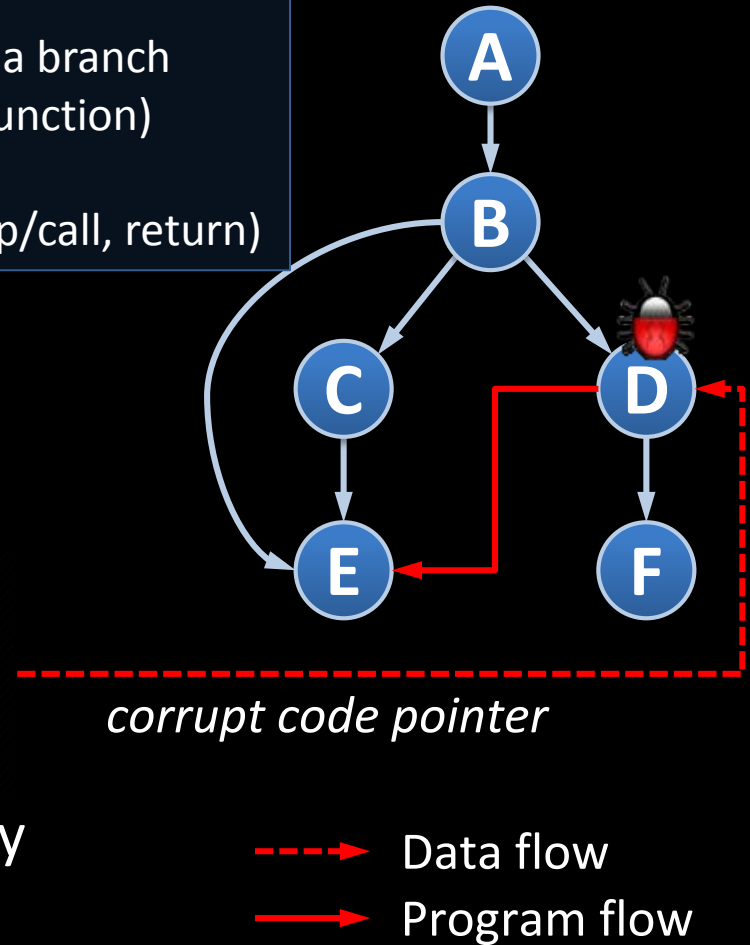 a branch
unction)
p/call, return)
A
B
C
D
E
F
corrupt code pointer
y
Data flow
Program flow